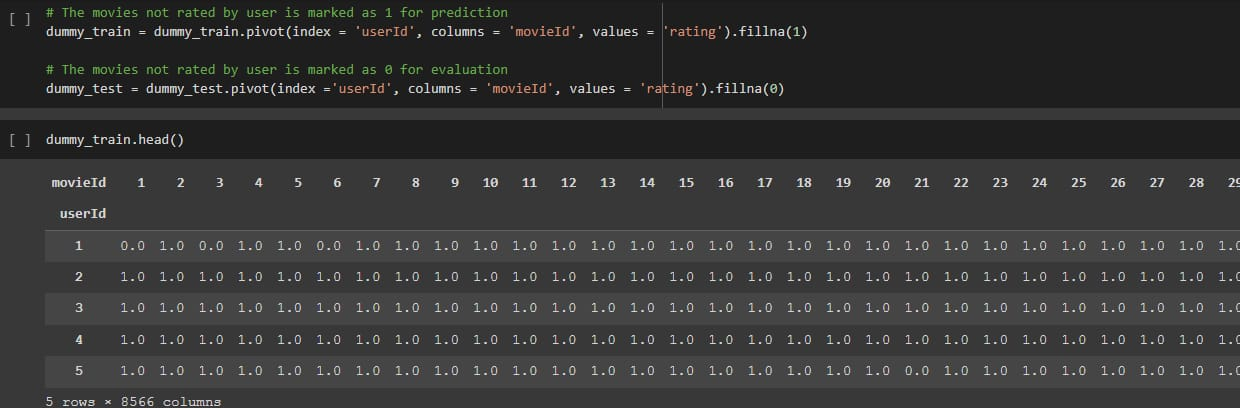 # The movies not rated by user is marked as 1 for prediction
[ ] dummy_train = dummy_train.pivot(index = 'userId', columns = 'movieId', values = 'rating').fillna(1)
# The movies not rated by user is marked as 0 for evaluation
dummy_test = dummy_test.pivot(index ='userId', columns = 'movieId', values = 'rating').fillna(0)
[ ] dummy_train.head()
movieId 1 2 3 4 5 6 7 8 9 10 11 12 13 14 15 16 17 18 19 20 21 22 23 24 25 26 27 28 29
userId
1 0.0 1.0 0.0 1.0 1.0 0.0 1.0 1.0 1.0 1.0 1.0 1.0 1.0 1.0 1.0 1.0 1.0 1.0 1.0 1.0 1.0 1.0 1.0 1.0 1.0 1.0 1.0 1.0 1.0
2 1.0 1.0 1.0 1.0 1.0 1.0 1.0 1.0 1.0 1.0 1.0 1.0 1.0 1.0 1.0 1.0 1.0 1.0 1.0 1.0 1.0 1.0 1.0 1.0 1.0 1.0 1.0 1.0 1.0
3 1.0 1.0 1.0 1.0 1.0 1.0 1.0 1.0 1.0 1.0 1.0 1.0 1.0 1.0 1.0 1.0 1.0 1.0 1.0 1.0 1.0 1.0 1.0 1.0 1.0 1.0 1.0 1.0 1.0
4 1.0 1.0 1.0 1.0 1.0 1.0 1.0 1.0 1.0 1.0 1.0 1.0 1.0 1.0 1.0 1.0 1.0 1.0 1.0 1.0 1.0 1.0 1.0 1.0 1.0 1.0 1.0 1.0 1.0
5 1.0 1.0 1.0 1.0 1.0 1.0 1.0 1.0 1.0 1.0 1.0 1.0 1.0 1.0 1.0 1.0 1.0 1.0 1.0 1.0 0.0 1.0 1.0 1.0 1.0 1.0 1.0 1.0 1.0
5 rows × 8566 columns